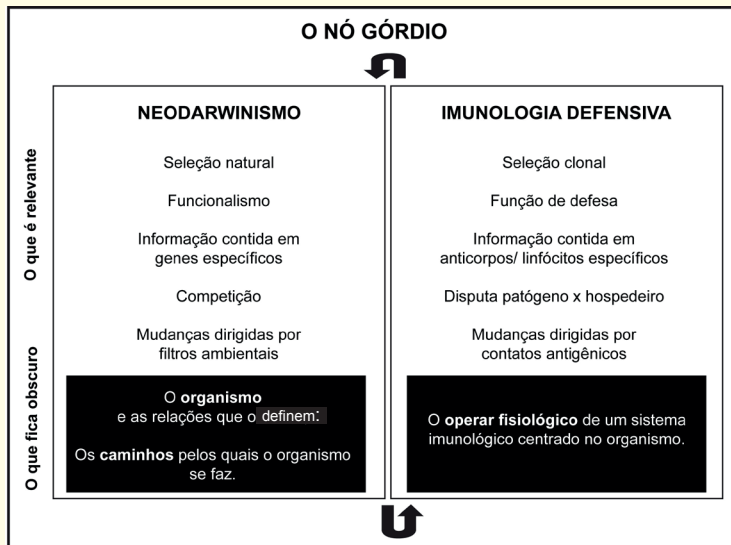 O NÓ GÓRDIO
O que é relevante
O que fica obscuro
NEODARWINISMO
Seleção natural
Funcionalismo
Informação contida em
genes específicos
Competição
Mudanças dirigidas por
filtros ambientais
O organismo
e as relações que o definem:
Os caminhos pelos quais o organismo
se faz.
IMUNOLOGIA DEFENSIVA
Seleção clonal
Função de defesa
Informação contida em
anticorpos/ linfócitos específicos
Disputa patógeno x hospedeiro
Mudanças dirigidas por
contatos antigênicos
O operar fisiológico de um sistema
imunológico centrado no organismo.